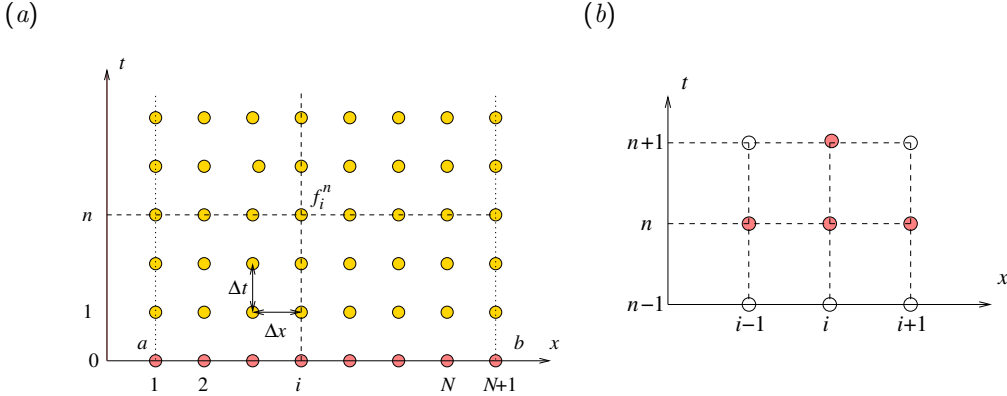 (a)
t
n
f_i^n
Δt
1
Δx
a
b
x
0
1 2 i N N+1
(b)
t
n+1
n
x
n−1
i−1 i i+1